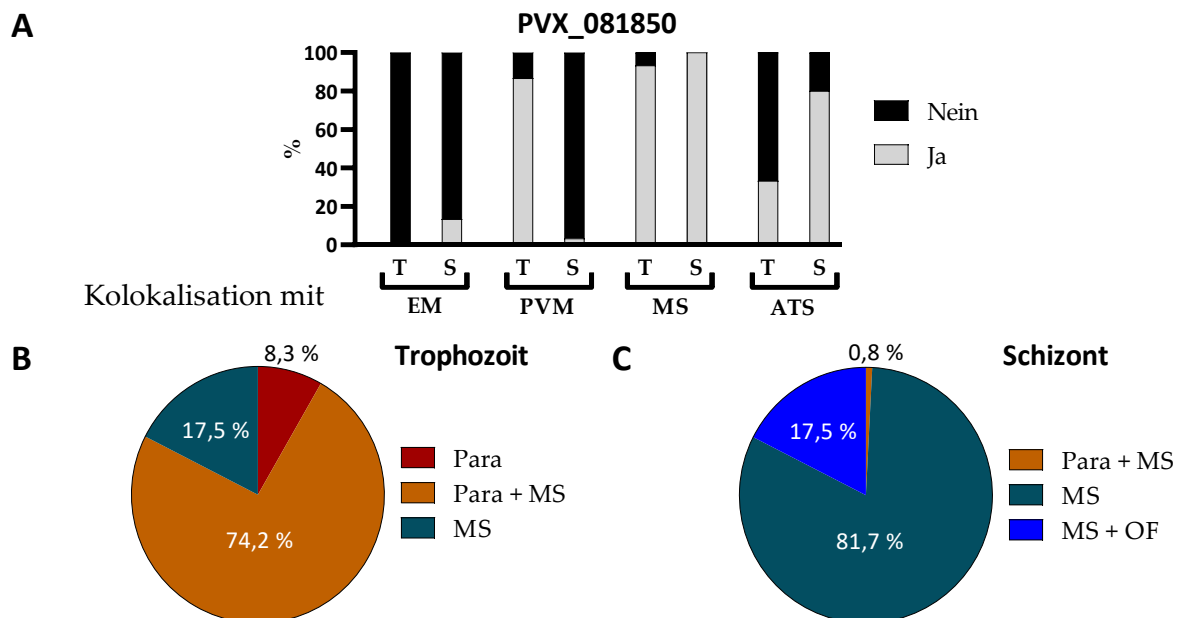 A
PVX_081850
100
80
60
40
20
0
%
Nein
Ja
T S T S T S T S
Kolokalisation mit
EM PVM MS ATS
B
8,3 %
Trophozoit
17,5 %
74,2 %
Para
Para + MS
MS
C
0,8 %
Schizont
17,5 %
81,7 %
Para + MS
MS
MS + OF